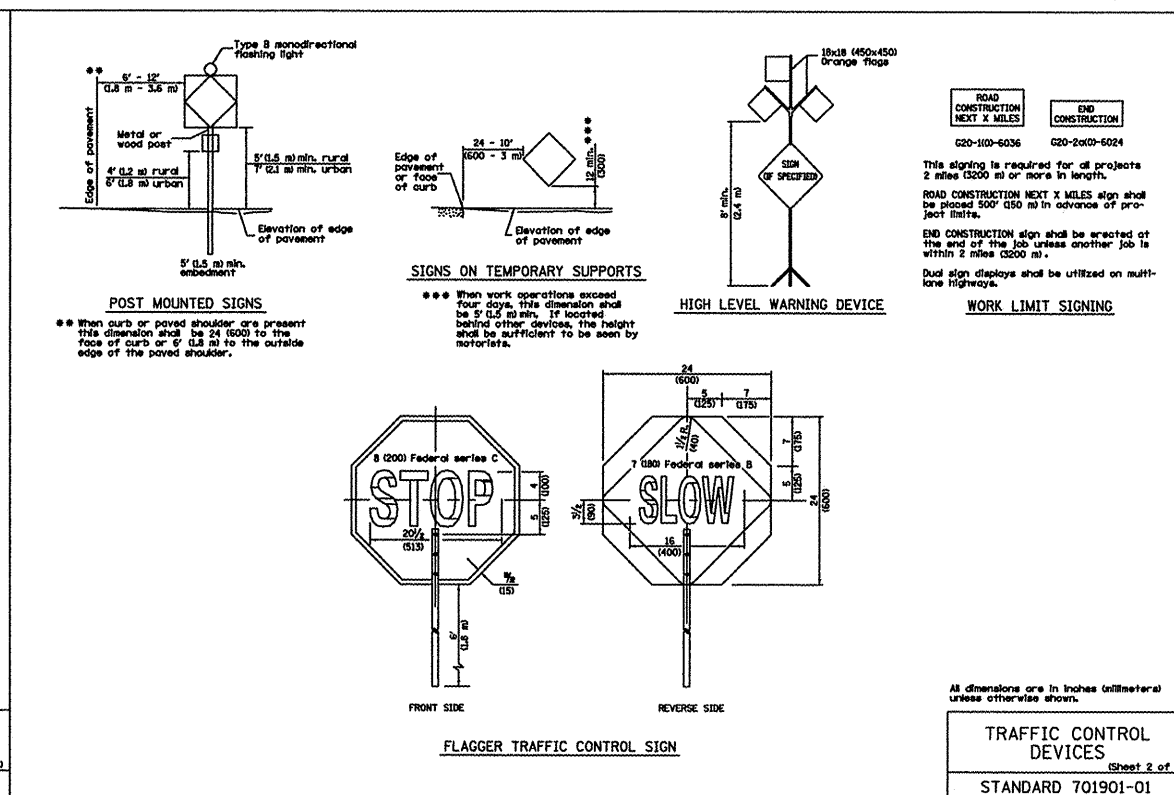 Type B monodirectional
flashing light
**
6' - 12'
(1.8 m - 3.6 m)
Edge of pavement
Metal or
wood post
4' (1.2 m) rural
6' (1.8 m) urban
5' (1.5 m) min. rural
7' (2.1 m) min. urban
Elevation of edge
of pavement
5' (1.5 m) min.
embedment
POST MOUNTED SIGNS
** When curb or paved shoulder are present
this dimension shall be 24 (600) to the
face of curb or 6' (1.8 m) to the outside
edge of the paved shoulder.
24 - 10'
(600 - 3 m)
Edge of
pavement
or face
of curb
12 min. ***
(300)
Elevation of edge
of pavement
SIGNS ON TEMPORARY SUPPORTS
*** When work operations exceed
four days, this dimension shall
be 5' (1.5 m) min. If located
behind other devices, the height
shall be sufficient to be seen by
motorists.
18x18 (450x450)
Orange flags
SIGN
(IF SPECIFIED)
8' min.
(2.4 m)
HIGH LEVEL WARNING DEVICE
ROAD
CONSTRUCTION
NEXT X MILES
END
CONSTRUCTION
G20-1(O)-6036
G20-2a(O)-6024
This signing is required for all projects
2 miles (3200 m) or more in length.
ROAD CONSTRUCTION NEXT X MILES sign shall
be placed 500' (150 m) in advance of pro-
ject limits.
END CONSTRUCTION sign shall be erected at
the end of the job unless another job is
within 2 miles (3200 m).
Dual sign displays shall be utilized on multi-
lane highways.
WORK LIMIT SIGNING
8 (200) Federal series C
STOP
4
(100)
5
(125)
20 1/2
(513)
(15)
6'
(1.8 m)
FRONT SIDE
24
(600)
5
(125)
7
(175)
1 1/2 R.
(40)
7 (180) Federal series B
SLOW
3 1/2
(90)
16
(400)
7
(175)
5
(125)
24
(600)
REVERSE SIDE
FLAGGER TRAFFIC CONTROL SIGN
All dimensions are in inches (millimeters)
unless otherwise shown.
TRAFFIC CONTROL
DEVICES
(Sheet 2 of
STANDARD 701901-01